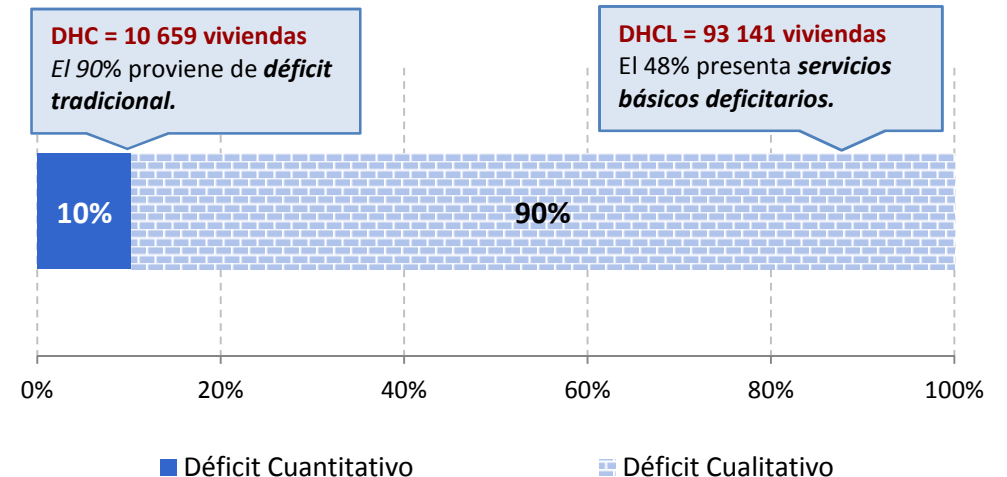 DHC = 10 659 viviendas
El 90% proviene de déficit
tradicional.
DHCL = 93 141 viviendas
El 48% presenta servicios
básicos deficitarios.
10%
90%
0%
20%
40%
60%
80%
100%
Déficit Cuantitativo
Déficit Cualitativo